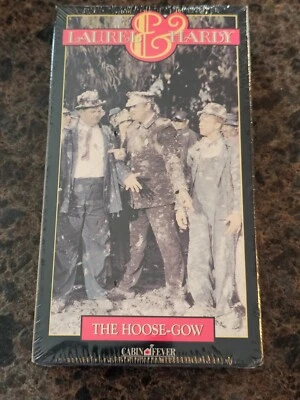 LAUREL & HARDY
THE HOOSE-GOW
CABIN FEVER